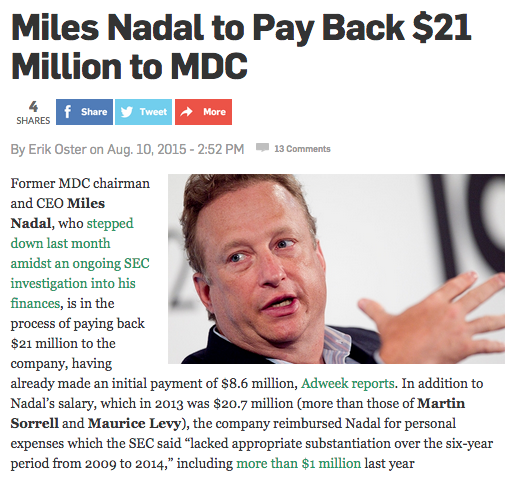 Miles Nadal to Pay Back $21
Million to MDC
4
SHARES
f Share
Tweet
More
By Erik Oster on Aug. 10, 2015 - 2:52 PM
13 Comments
Former MDC chairman
and CEO Miles
Nadal, who stepped
down last month
amidst an ongoing SEC
investigation into his
finances, is in the
process of paying back
$21 million to the
company, having
already made an initial payment of $8.6 million, Adweek reports. In addition to
Nadal's salary, which in 2013 was $20.7 million (more than those of Martin
Sorrell and Maurice Levy), the company reimbursed Nadal for personal
expenses which the SEC said “lacked appropriate substantiation over the six-year
period from 2009 to 2014,” including more than $1 million last year